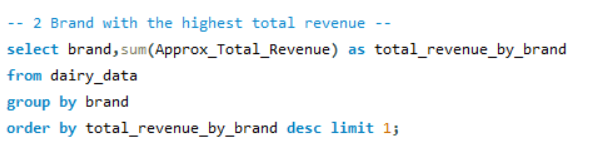 -- 2 Brand with the highest total revenue --
select brand,sum(Approx_Total_Revenue) as total_revenue_by_brand
from dairy_data
group by brand
order by total_revenue_by_brand desc limit 1;